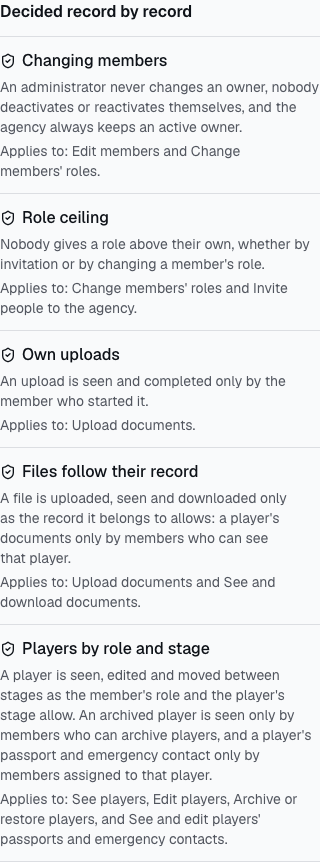 Decided record by record
Changing members
An administrator never changes an owner, nobody
deactivates or reactivates themselves, and the
agency always keeps an active owner.
Applies to: Edit members and Change
members' roles.
Role ceiling
Nobody gives a role above their own, whether by
invitation or by changing a member's role.
Applies to: Change members' roles and Invite
people to the agency.
Own uploads
An upload is seen and completed only by the
member who started it.
Applies to: Upload documents.
Files follow their record
A file is uploaded, seen and downloaded only
as the record it belongs to allows: a player's
documents only by members who can see
that player.
Applies to: Upload documents and See and
download documents.
Players by role and stage
A player is seen, edited and moved between
stages as the member's role and the player's
stage allow. An archived player is seen only by
members who can archive players, and a player's
passport and emergency contact only by
members assigned to that player.
Applies to: See players, Edit players, Archive or
restore players, and See and edit players'
passports and emergency contacts.